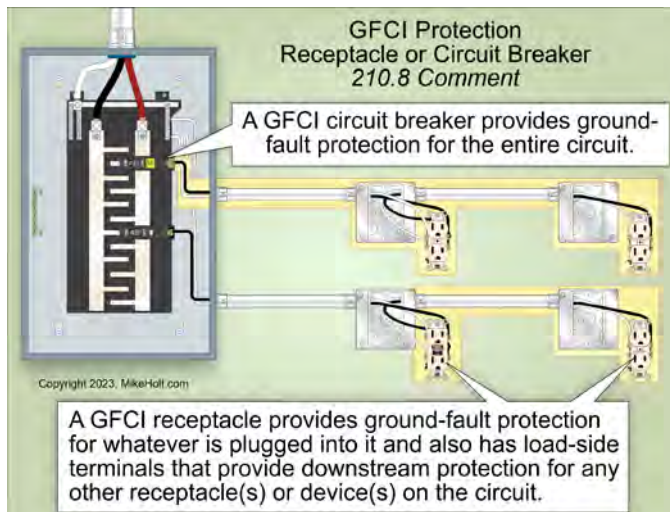 GFCI Protection
Receptacle or Circuit Breaker
210.8 Comment
A GFCI circuit breaker provides ground-
fault protection for the entire circuit.
Copyright 2023, MikeHolt.com
A GFCI receptacle provides ground-fault protection
for whatever is plugged into it and also has load-side
terminals that provide downstream protection for any
other receptacle(s) or device(s) on the circuit.